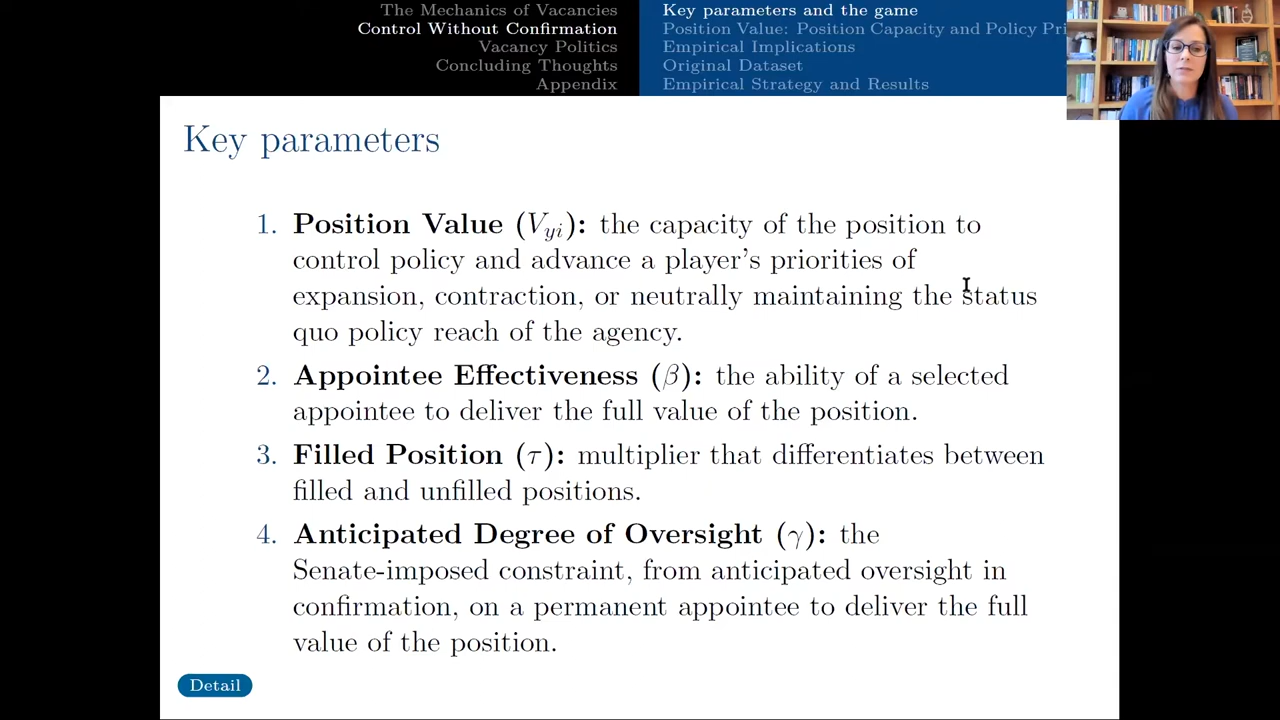 The Mechanics of Vacancies
Control Without Confirmation
Vacancy Politics
Concluding Thoughts
Appendix
Key parameters and the game
Position Value: Position Capacity and Policy Pri
Empirical Implications
Original Dataset
Empirical Strategy and Results
Key parameters
1. Position Value (V_yi): the capacity of the position to
control policy and advance a player's priorities of
expansion, contraction, or neutrally maintaining the status
quo policy reach of the agency.
2. Appointee Effectiveness (β): the ability of a selected
appointee to deliver the full value of the position.
3. Filled Position (τ): multiplier that differentiates between
filled and unfilled positions.
4. Anticipated Degree of Oversight (γ): the
Senate-imposed constraint, from anticipated oversight in
confirmation, on a permanent appointee to deliver the full
value of the position.
Detail